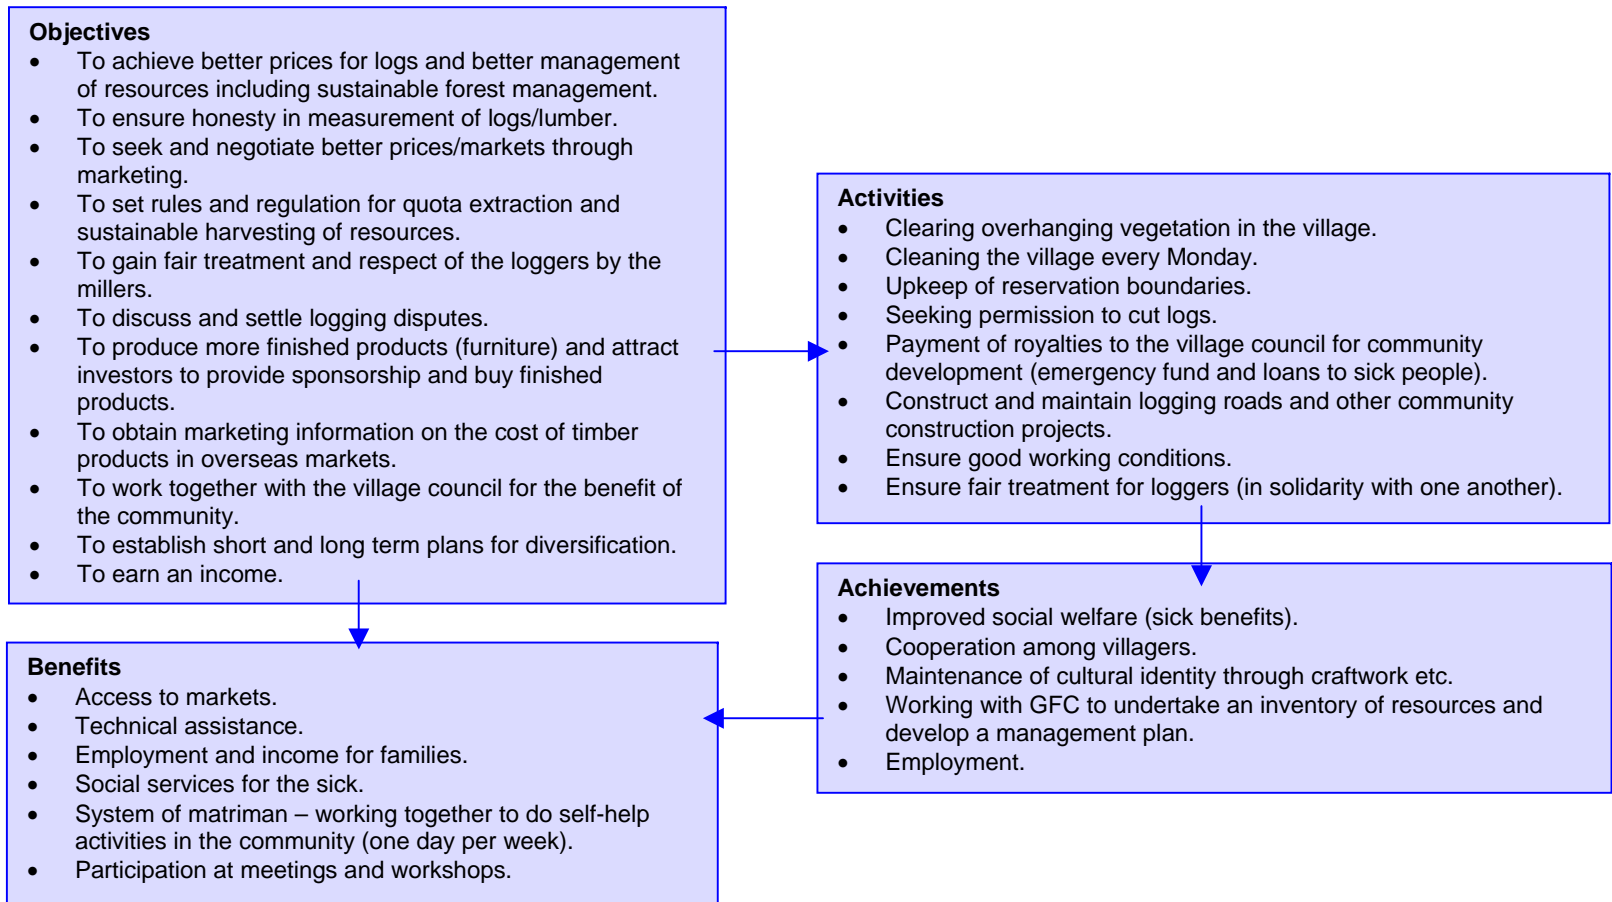 Objectives
• To achieve better prices for logs and better management
of resources including sustainable forest management.
• To ensure honesty in measurement of logs/lumber.
• To seek and negotiate better prices/markets through
marketing.
• To set rules and regulation for quota extraction and
sustainable harvesting of resources.
• To gain fair treatment and respect of the loggers by the
millers.
• To discuss and settle logging disputes.
• To produce more finished products (furniture) and attract
investors to provide sponsorship and buy finished
products.
• To obtain marketing information on the cost of timber
products in overseas markets.
• To work together with the village council for the benefit of
the community.
• To establish short and long term plans for diversification.
• To earn an income.
Activities
• Clearing overhanging vegetation in the village.
• Cleaning the village every Monday.
• Upkeep of reservation boundaries.
• Seeking permission to cut logs.
• Payment of royalties to the village council for community
development (emergency fund and loans to sick people).
• Construct and maintain logging roads and other community
construction projects.
• Ensure good working conditions.
• Ensure fair treatment for loggers (in solidarity with one another).
Achievements
• Improved social welfare (sick benefits).
• Cooperation among villagers.
• Maintenance of cultural identity through craftwork etc.
• Working with GFC to undertake an inventory of resources and
develop a management plan.
• Employment.
Benefits
• Access to markets.
• Technical assistance.
• Employment and income for families.
• Social services for the sick.
• System of matriman – working together to do self-help
activities in the community (one day per week).
• Participation at meetings and workshops.